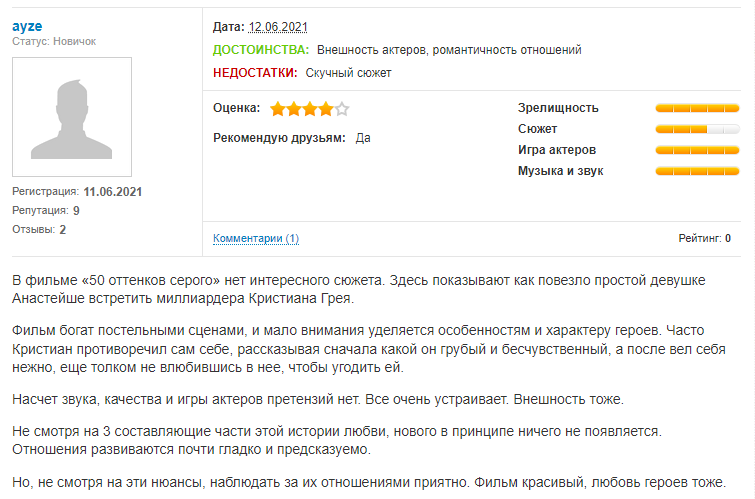 ayze
Статус: Новичок
Регистрация: 11.06.2021
Репутация: 9
Отзывы: 2
Дата: 12.06.2021
ДОСТОИНСТВА: Внешность актеров, романтичность отношений
НЕДОСТАТКИ: Скучный сюжет
Оценка:
Рекомендую друзьям: Да
Зрелищность
Сюжет
Игра актеров
Музыка и звук
Комментарии (1)
Рейтинг: 0
В фильме «50 оттенков серого» нет интересного сюжета. Здесь показывают как повезло простой девушке
Анастейше встретить миллиардера Кристиана Грея.
Фильм богат постельными сценами, и мало внимания уделяется особенностям и характеру героев. Часто
Кристиан противоречил сам себе, рассказывая сначала какой он грубый и бесчувственный, а после вел себя
нежно, еще толком не влюбившись в нее, чтобы угодить ей.
Насчет звука, качества и игры актеров претензий нет. Все очень устраивает. Внешность тоже.
Не смотря на 3 составляющие части этой истории любви, нового в принципе ничего не появляется.
Отношения развиваются почти гладко и предсказуемо.
Но, не смотря на эти нюансы, наблюдать за их отношениями приятно. Фильм красивый, любовь героев тоже.